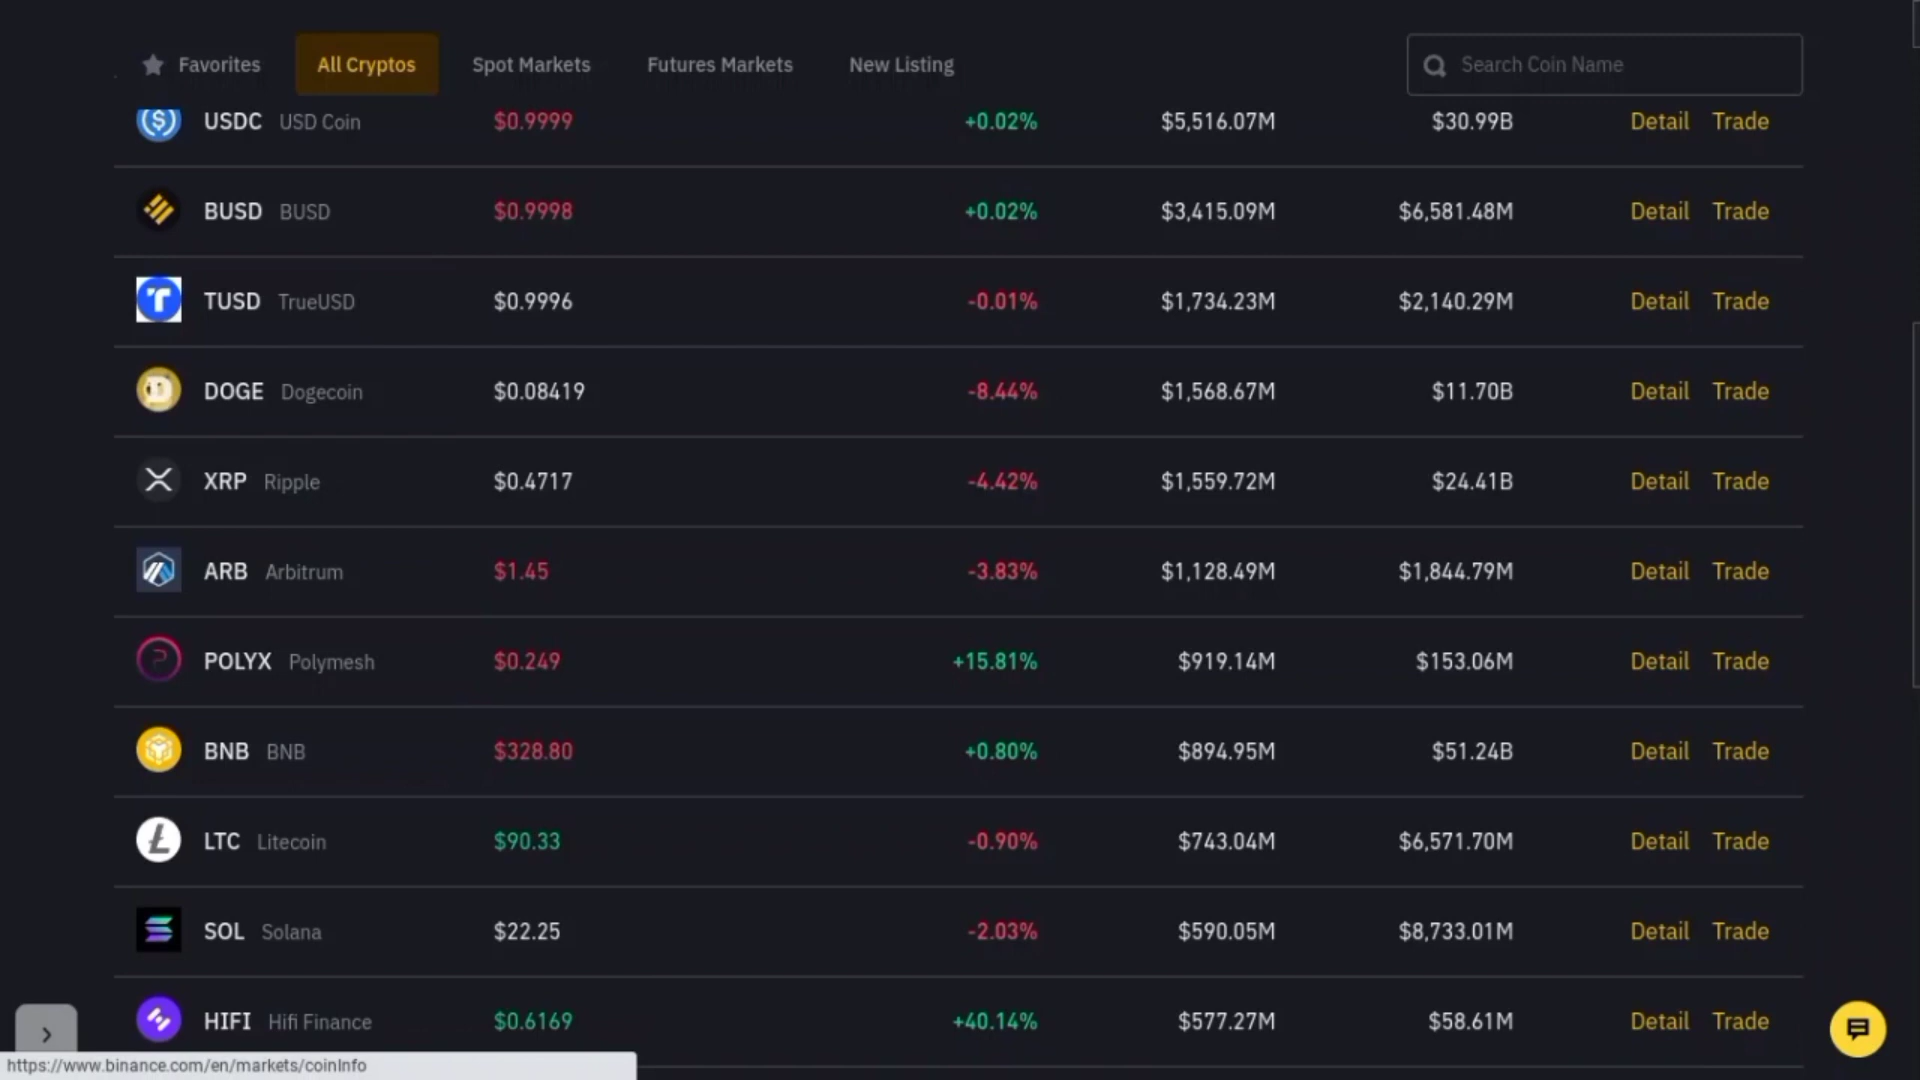 Favorites All Cryptos Spot Markets Futures Markets New Listing Search Coin Name
USDC USD Coin $0.9999 +0.02% $5,516.07M $30.99B Detail Trade
BUSD BUSD $0.9998 +0.02% $3,415.09M $6,581.48M Detail Trade
TUSD TrueUSD $0.9996 -0.01% $1,734.23M $2,140.29M Detail Trade
DOGE Dogecoin $0.08419 -8.44% $1,568.67M $11.70B Detail Trade
XRP Ripple $0.4717 -4.42% $1,559.72M $24.41B Detail Trade
ARB Arbitrum $1.45 -3.83% $1,128.49M $1,844.79M Detail Trade
POLYX Polymesh $0.249 +15.81% $919.14M $153.06M Detail Trade
BNB BNB $328.80 +0.80% $894.95M $51.24B Detail Trade
LTC Litecoin $90.33 -0.90% $743.04M $6,571.70M Detail Trade
SOL Solana $22.25 -2.03% $590.05M $8,733.01M Detail Trade
HIFI Hifi Finance $0.6169 +40.14% $577.27M $58.61M Detail Trade
https://www.binance.com/en/markets/coinInfo